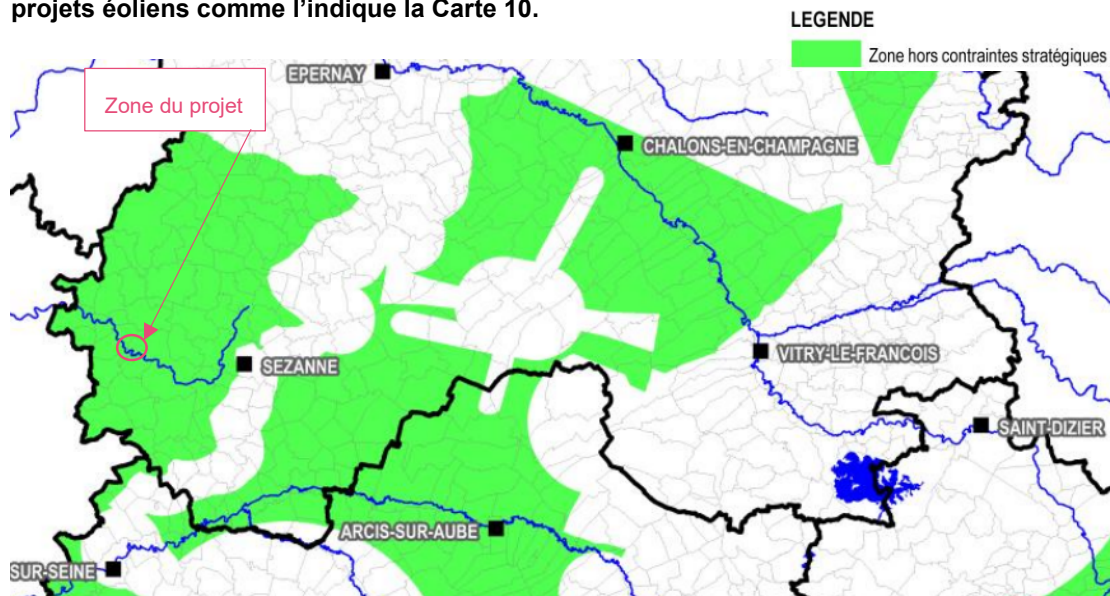 projets éoliens comme l’indique la Carte 10.
LEGENDE
Zone hors contraintes stratégiques
EPERNAY
Zone du projet
CHALONS-EN-CHAMPAGNE
SEZANNE
VITRY-LE-FRANCOIS
SAINT-DIZIER
ARCIS-SUR-AUBE
SUR-SEINE